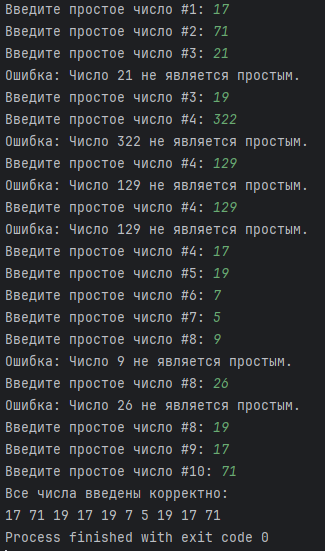 Введите простое число #1: 17
Введите простое число #2: 71
Введите простое число #3: 21
Ошибка: Число 21 не является простым.
Введите простое число #3: 19
Введите простое число #4: 322
Ошибка: Число 322 не является простым.
Введите простое число #4: 129
Ошибка: Число 129 не является простым.
Введите простое число #4: 129
Ошибка: Число 129 не является простым.
Введите простое число #4: 17
Введите простое число #5: 19
Введите простое число #6: 7
Введите простое число #7: 5
Введите простое число #8: 9
Ошибка: Число 9 не является простым.
Введите простое число #8: 26
Ошибка: Число 26 не является простым.
Введите простое число #8: 19
Введите простое число #9: 17
Введите простое число #10: 71
Все числа введены корректно:
17 71 19 17 19 7 5 19 17 71
Process finished with exit code 0